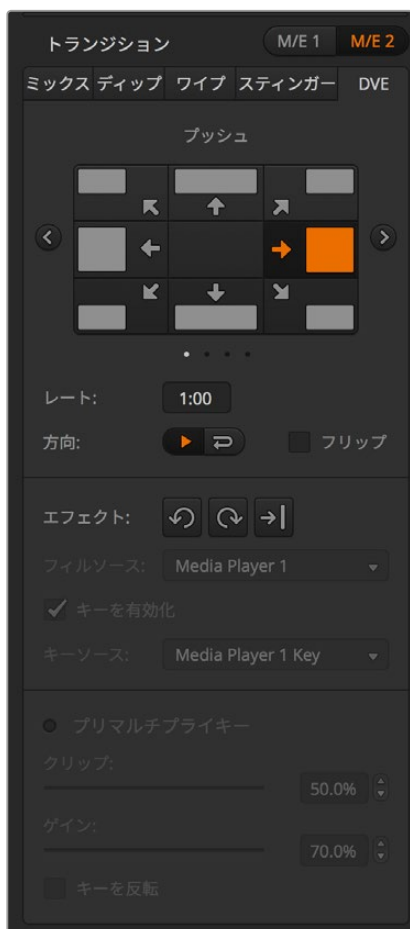 トランジション M/E 1 M/E 2
ミックス ディップ ワイプ スティンガー DVE
プッシュ
レート: 1:00
方向: フリップ
エフェクト:
フィルソース: Media Player 1
キーを有効化
キーソース: Media Player 1 Key
プリマルチプライキー
クリップ:
50.0%
ゲイン:
70.0%
キーを反転